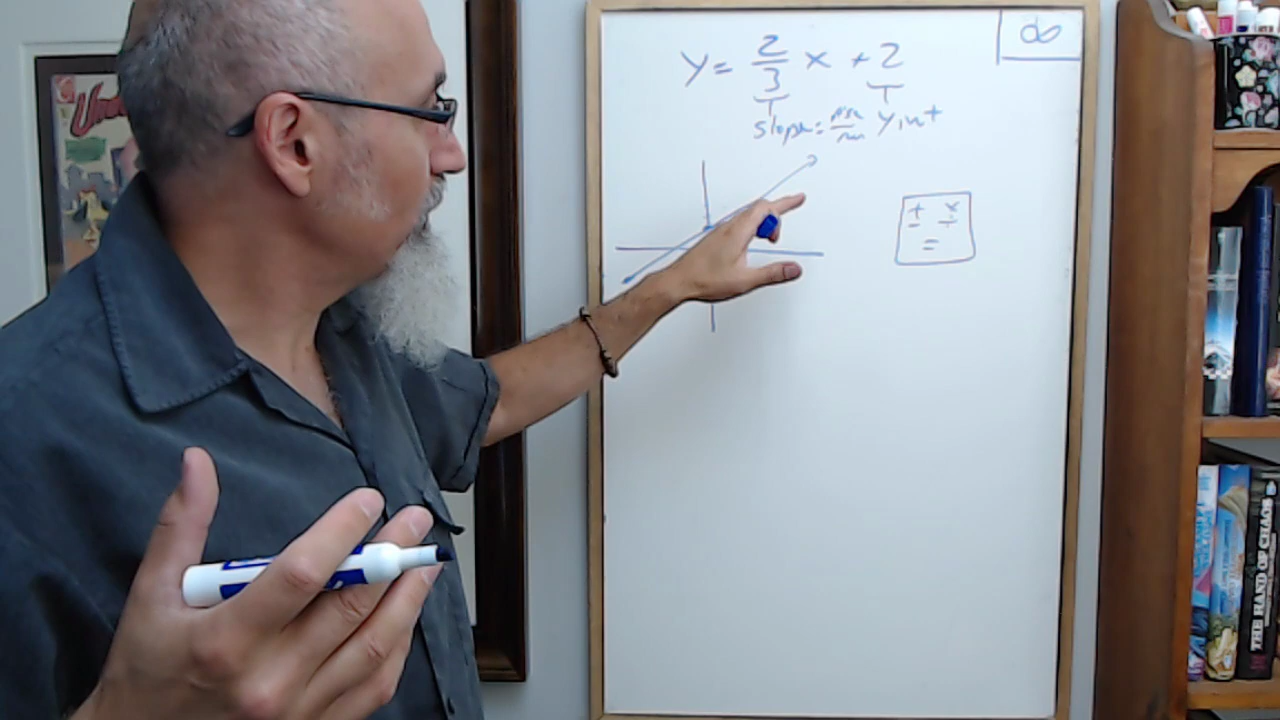 y = 2/3 x + 2
slope = rise/run y int
∞
+ x
- ÷
=
THE HAND OF CHAOS